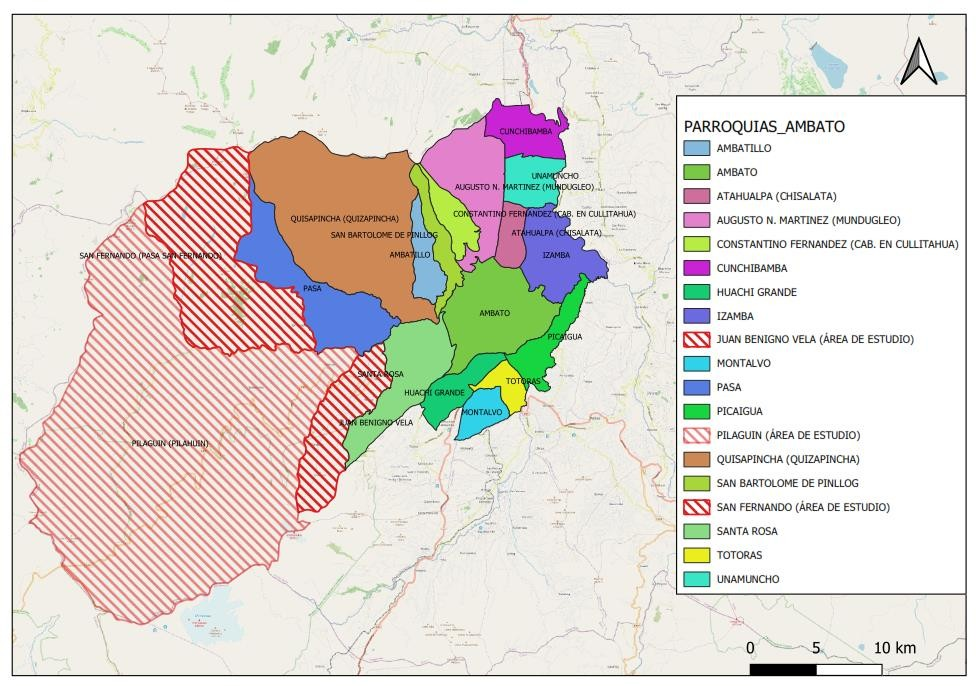 CUNCHIBAMBA
UNAMUNCHO
AUGUSTO N. MARTINEZ (MUNDUGLEO)
QUISAPINCHA (QUIZAPINCHA)
CONSTANTINO FERNANDEZ (CAB. EN CULLITAHUA)
SAN BARTOLOME DE PINLLOG
ATAHUALPA (CHISALATA)
SAN FERNANDO (PASA SAN FERNANDO)
AMBATILLO
IZAMBA
PASA
AMBATO
PICAIGUA
SANTA ROSA
TOTORAS
HUACHI GRANDE
MONTALVO
JUAN BENIGNO VELA
PILAGUIN (PILAHUIN)
PARROQUIAS_AMBATO
AMBATILLO
AMBATO
ATAHUALPA (CHISALATA)
AUGUSTO N. MARTINEZ (MUNDUGLEO)
CONSTANTINO FERNANDEZ (CAB. EN CULLITAHUA)
CUNCHIBAMBA
HUACHI GRANDE
IZAMBA
JUAN BENIGNO VELA (ÁREA DE ESTUDIO)
MONTALVO
PASA
PICAIGUA
PILAGUIN (ÁREA DE ESTUDIO)
QUISAPINCHA (QUIZAPINCHA)
SAN BARTOLOME DE PINLLOG
SAN FERNANDO (ÁREA DE ESTUDIO)
SANTA ROSA
TOTORAS
UNAMUNCHO
0 5 10 km